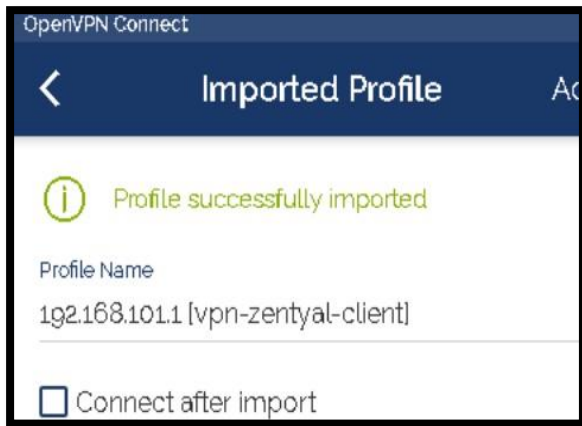 OpenVPN Connect
Imported Profile
Profile successfully imported
Profile Name
192.168.101.1 [vpn-zentyal-client]
Connect after import